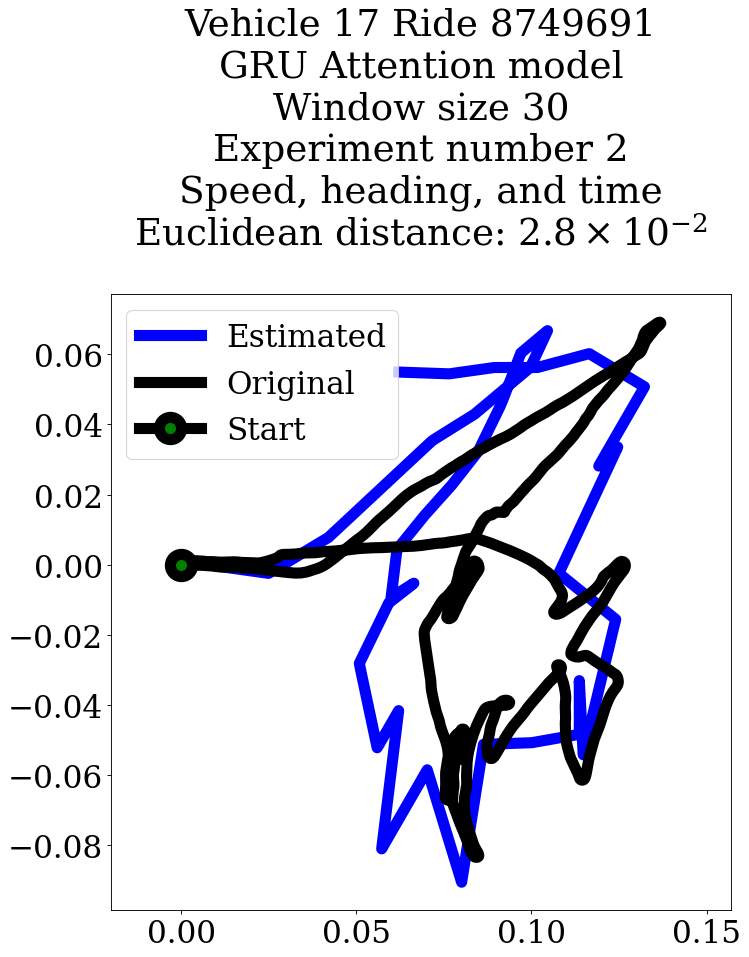 Vehicle 17 Ride 8749691
GRU Attention model
Window size 30
Experiment number 2
Speed, heading, and time
Euclidean distance: 2.8 × 10⁻²
Estimated
Original
Start
0.06
0.04
0.02
0.00
−0.02
−0.04
−0.06
−0.08
0.00 0.05 0.10 0.15